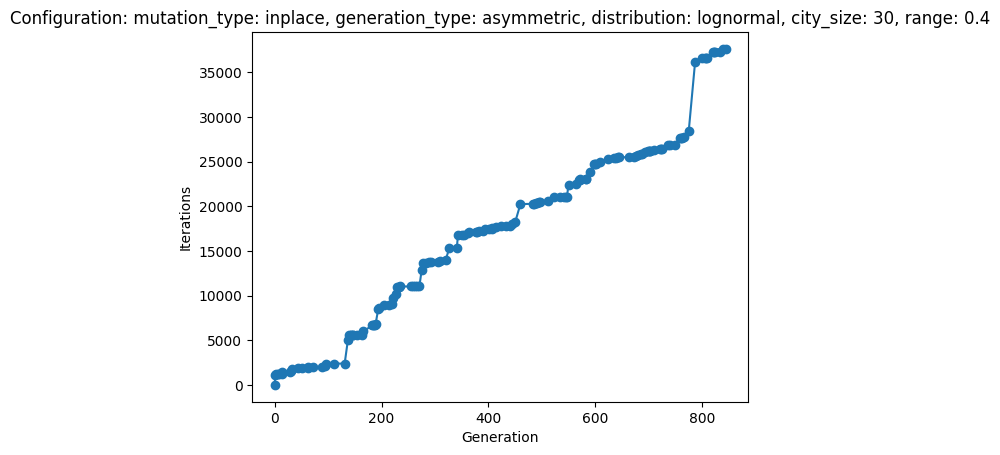 Configuration: mutation_type: inplace, generation_type: asymmetric, distribution: lognormal, city_size: 30, range: 0.4
35000
30000
25000
20000
15000
10000
5000
0
Iterations
0 200 400 600 800
Generation